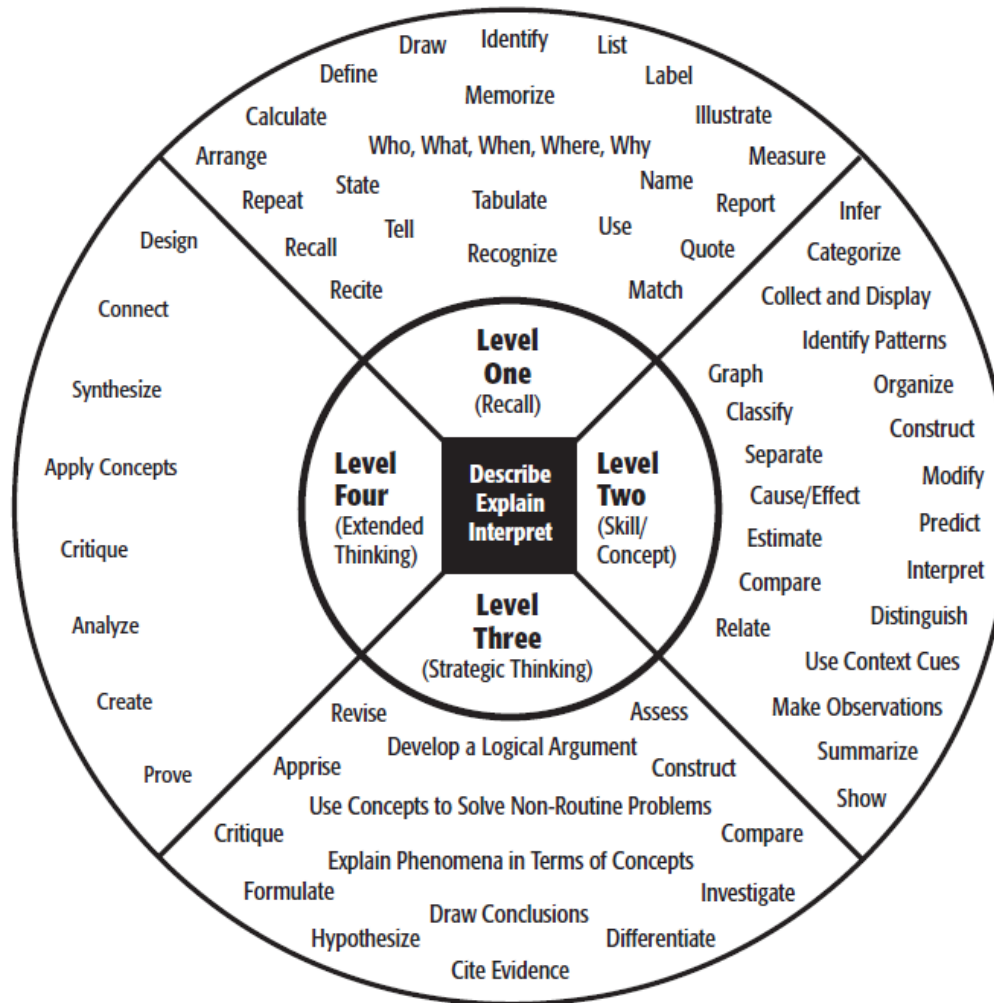 Draw
Identify
List
Define
Label
Memorize
Calculate
Illustrate
Who, What, When, Where, Why
Arrange
Measure
State
Name
Repeat
Tabulate
Report
Tell
Use
Recall
Recognize
Quote
Recite
Match
Level
One
(Recall)
Infer
Categorize
Collect and Display
Identify Patterns
Graph
Organize
Classify
Construct
Separate
Modify
Cause/Effect
Predict
Estimate
Interpret
Compare
Distinguish
Relate
Use Context Cues
Make Observations
Summarize
Show
Level
Two
(Skill/
Concept)
Describe
Explain
Interpret
Level
Three
(Strategic Thinking)
Revise
Assess
Develop a Logical Argument
Apprise
Construct
Use Concepts to Solve Non-Routine Problems
Critique
Compare
Explain Phenomena in Terms of Concepts
Formulate
Investigate
Draw Conclusions
Hypothesize
Differentiate
Cite Evidence
Level
Four
(Extended
Thinking)
Design
Connect
Synthesize
Apply Concepts
Critique
Analyze
Create
Prove